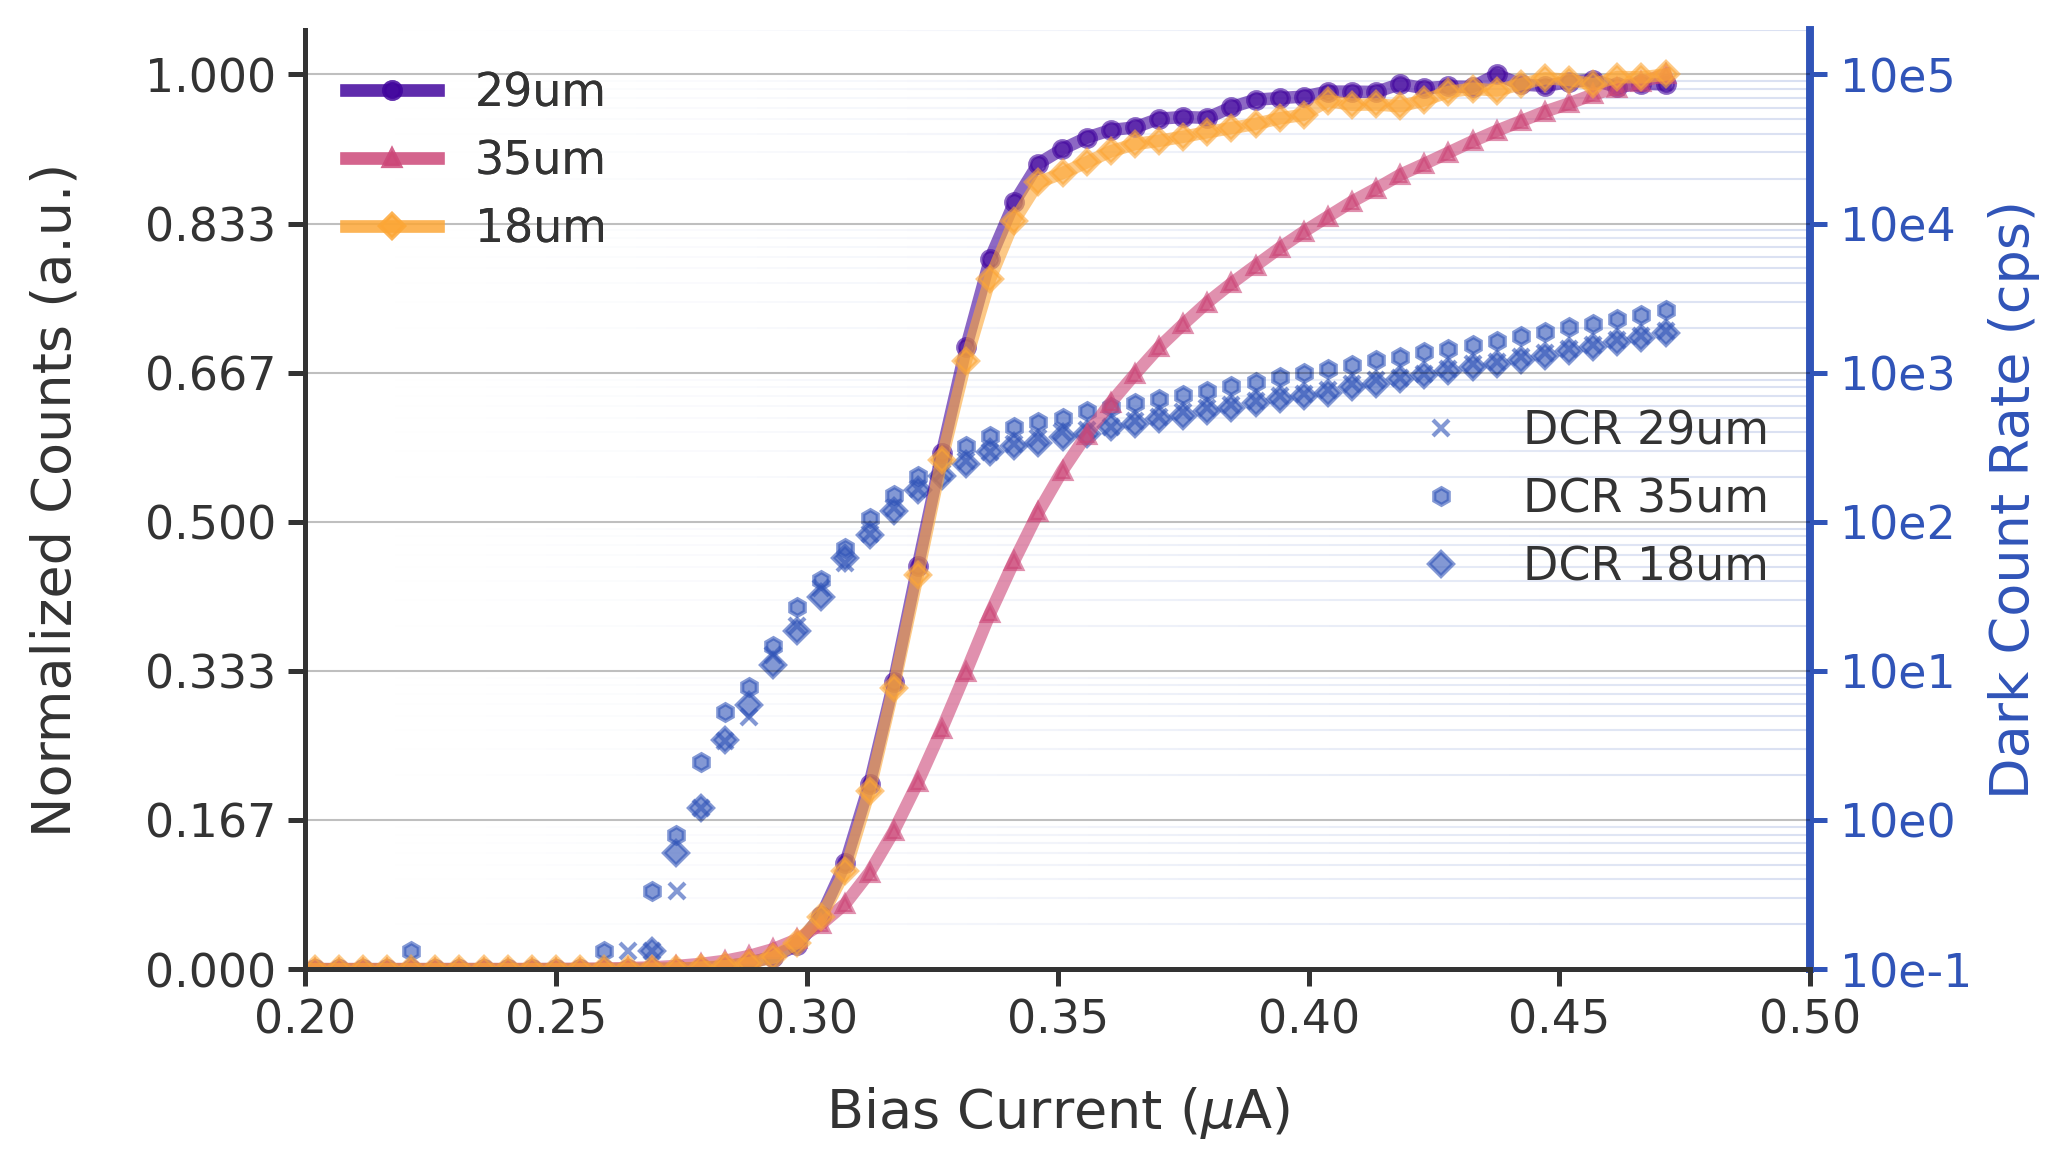 1.000
0.833
0.667
0.500
0.333
0.167
0.000
Normalized Counts (a.u.)
29um
35um
18um
10e5
10e4
10e3
10e2
10e1
10e0
10e-1
Dark Count Rate (cps)
DCR 29um
DCR 35um
DCR 18um
0.20 0.25 0.30 0.35 0.40 0.45 0.50
Bias Current (μA)